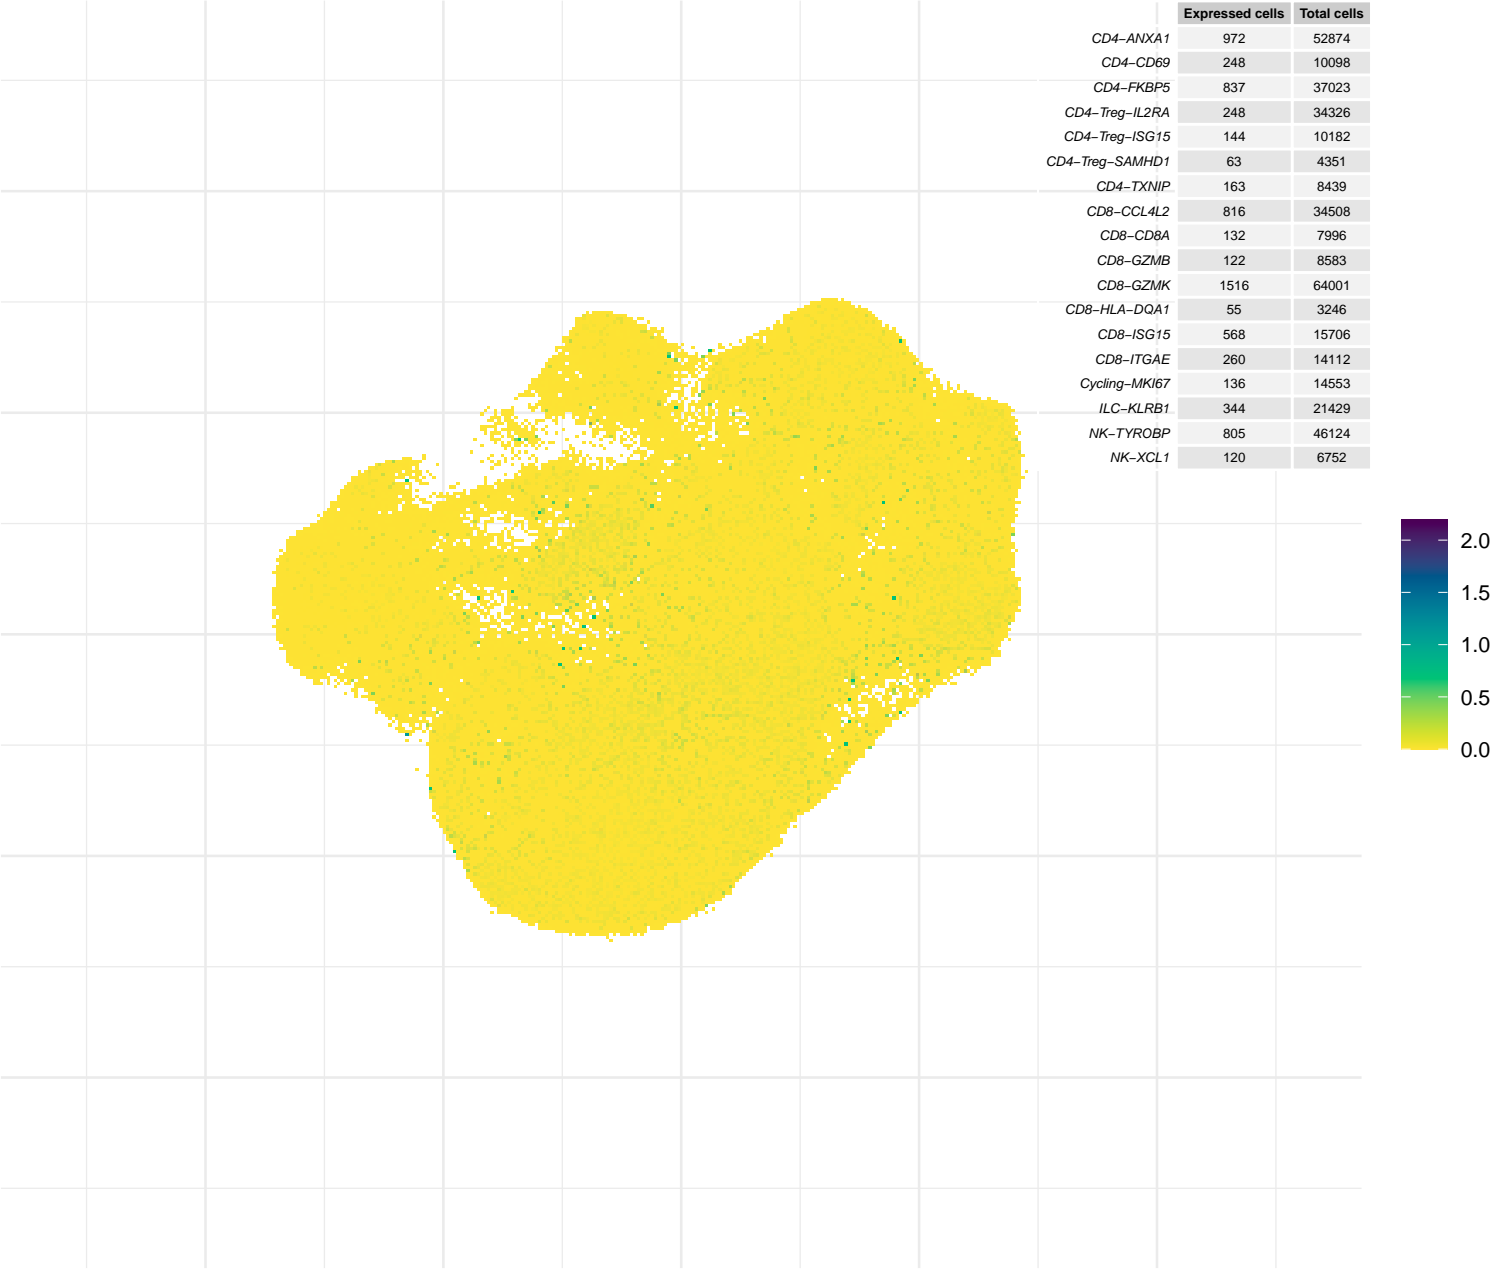 Expressed cells Total cells
CD4−ANXA1 972 52874
CD4−CD69 248 10098
CD4−FKBP5 837 37023
CD4−Treg−IL2RA 248 34326
CD4−Treg−ISG15 144 10182
CD4−Treg−SAMHD1 63 4351
CD4−TXNIP 163 8439
CD8−CCL4L2 816 34508
CD8−CD8A 132 7996
CD8−GZMB 122 8583
CD8−GZMK 1516 64001
CD8−HLA−DQA1 55 3246
CD8−ISG15 568 15706
CD8−ITGAE 260 14112
Cycling−MKI67 136 14553
ILC−KLRB1 344 21429
NK−TYROBP 805 46124
NK−XCL1 120 6752
2.0
1.5
1.0
0.5
0.0